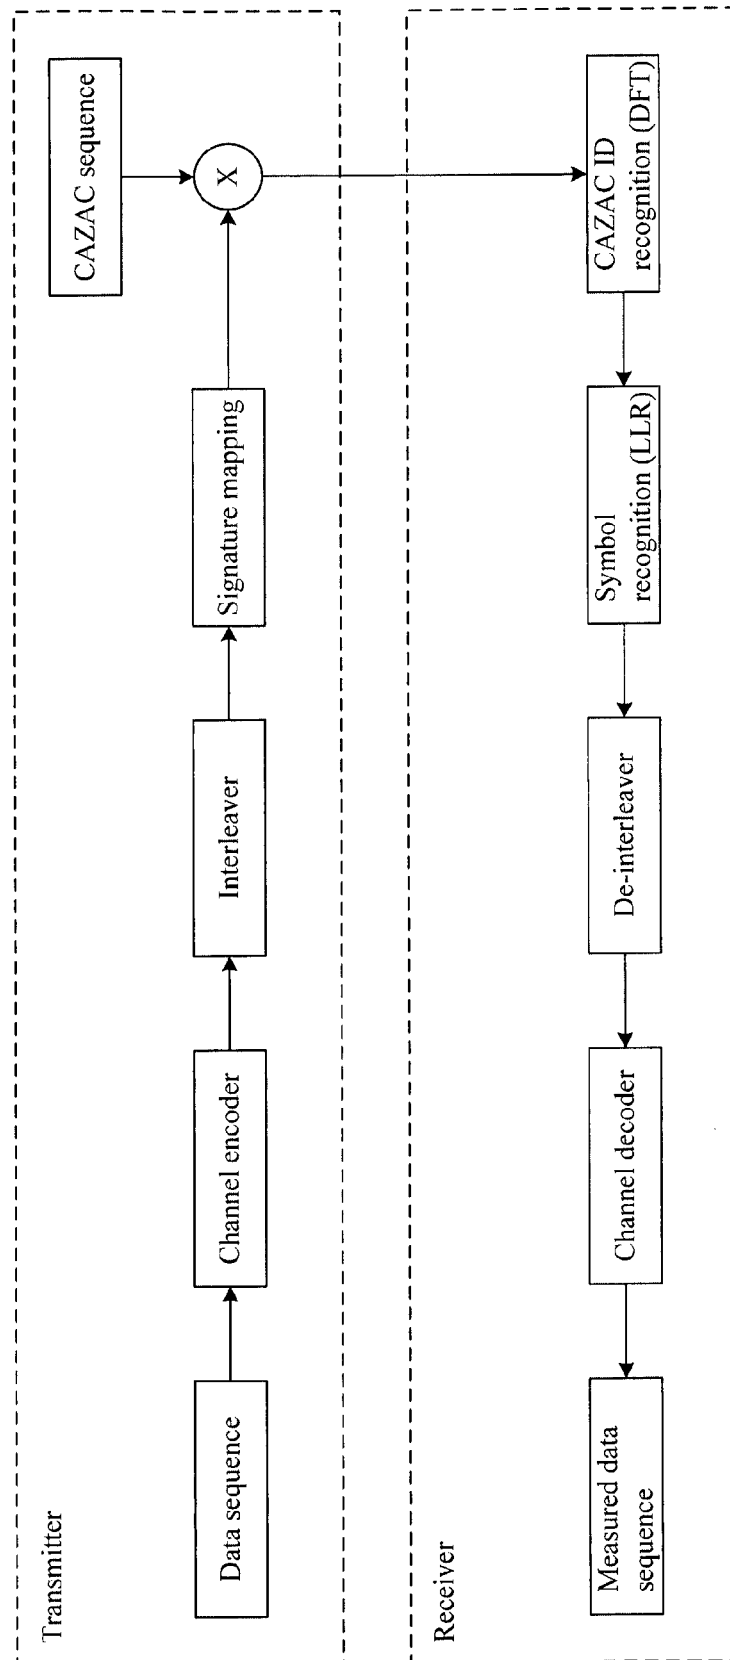 Transmitter
Data sequence
Channel encoder
Interleaver
Signature mapping
X
CAZAC sequence
Receiver
Measured data
sequence
Channel decoder
De-interleaver
Symbol
recognition (LLR)
CAZAC ID
recognition (DFT)